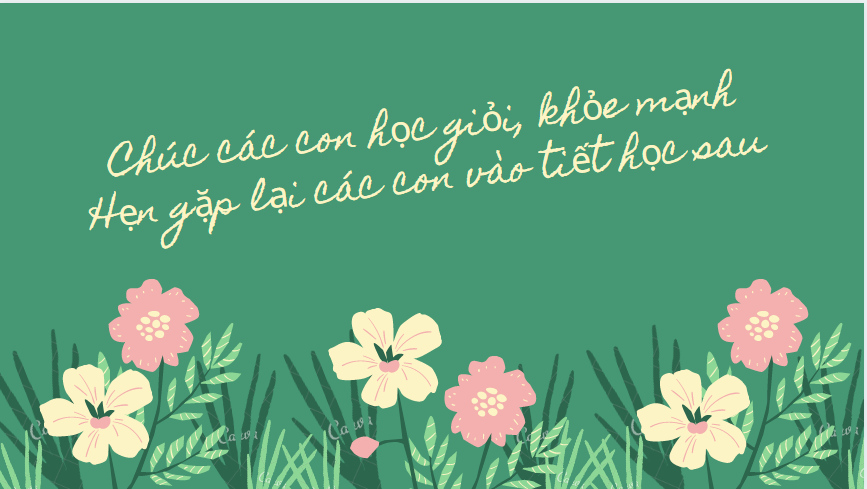 Chúc các con học giỏi, khỏe mạnh
Hẹn gặp lại các con vào tiết học sau